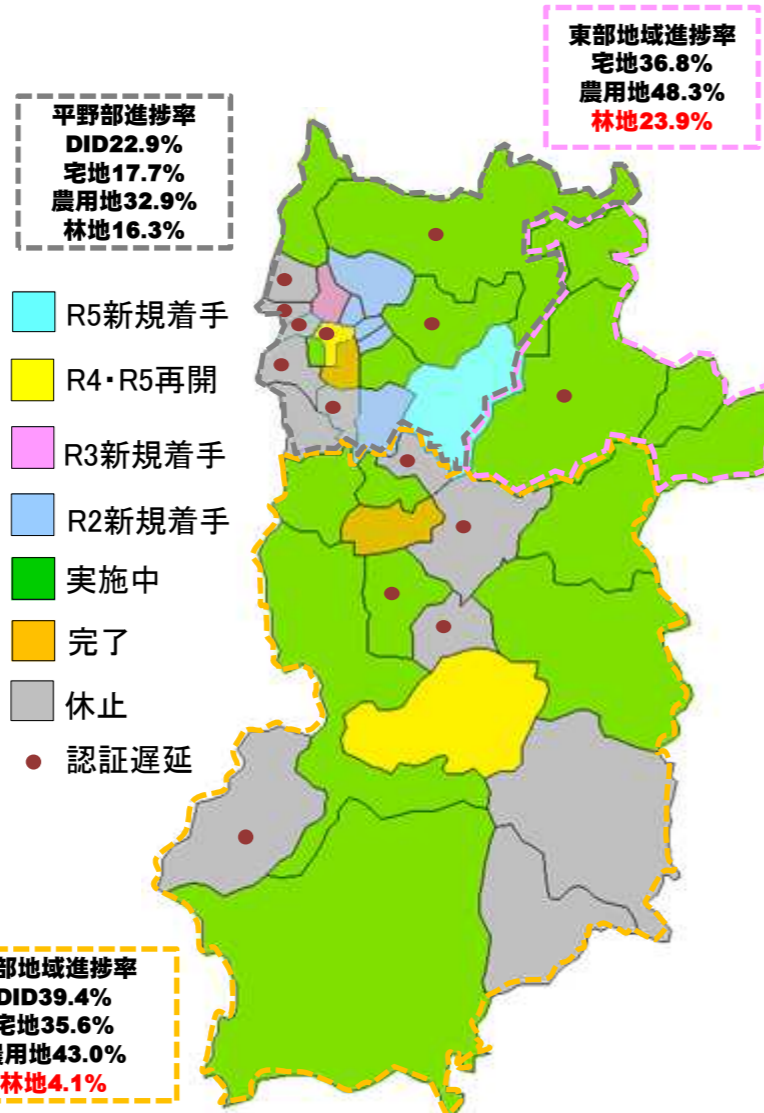 東部地域進捗率
宅地36.8%
農用地48.3%
林地23.9%
平野部進捗率
DID22.9%
宅地17.7%
農用地32.9%
林地16.3%
R5新規着手
R4・R5再開
R3新規着手
R2新規着手
実施中
完了
休止
認証遅延
部地域進捗率
DID39.4%
宅地35.6%
農用地43.0%
林地4.1%